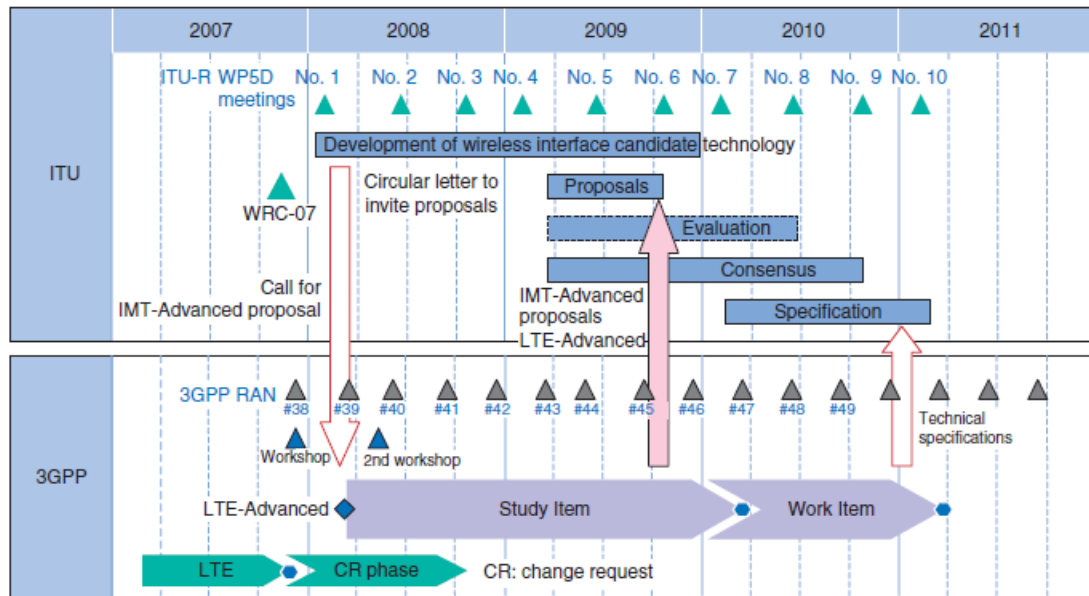 2007 2008 2009 2010 2011
ITU-R WP5D
meetings
No. 1 No. 2 No. 3 No. 4 No. 5 No. 6 No. 7 No. 8 No. 9 No. 10
Development of wireless interface candidate technology
ITU
WRC-07
Circular letter to
invite proposals
Proposals
Evaluation
Consensus
Specification
Call for
IMT-Advanced proposal
IMT-Advanced
proposals
LTE-Advanced
3GPP RAN
#38 #39 #40 #41 #42 #43 #44 #45 #46 #47 #48 #49
Technical
specifications
Workshop
2nd workshop
3GPP
LTE-Advanced
Study Item
Work Item
LTE
CR phase
CR: change request